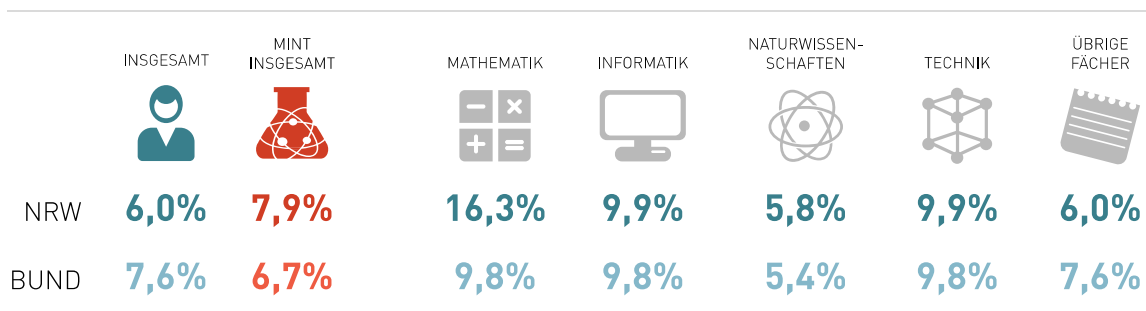 INSGESAMT
MINT
INSGESAMT
MATHEMATIK
INFORMATIK
NATURWISSEN-
SCHAFTEN
TECHNIK
ÜBRIGE
FÄCHER
NRW 6,0% 7,9% 16,3% 9,9% 5,8% 9,9% 6,0%
BUND 7,6% 6,7% 9,8% 9,8% 5,4% 9,8% 7,6%